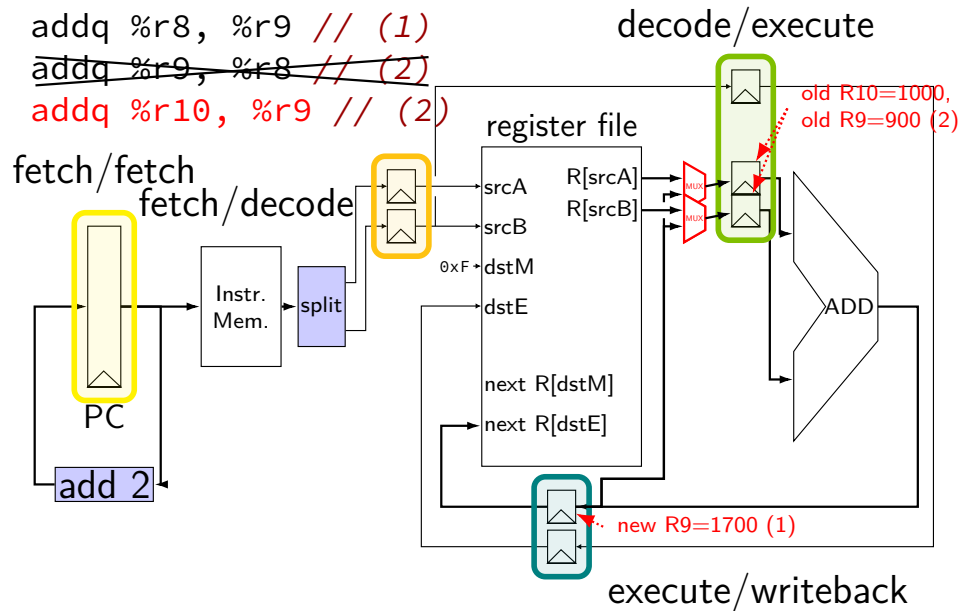 addq %r8, %r9 // (1)
addq %r9, %r8 // (2)
addq %r10, %r9 // (2)
decode/execute
old R10=1000,
old R9=900 (2)
register file
fetch/fetch
fetch/decode
srcA
srcB
dstM
dstE
0xF
R[srcA]
R[srcB]
MUX
MUX
next R[dstM]
next R[dstE]
Instr.
Mem.
split
ADD
PC
add 2
new R9=1700 (1)
execute/writeback